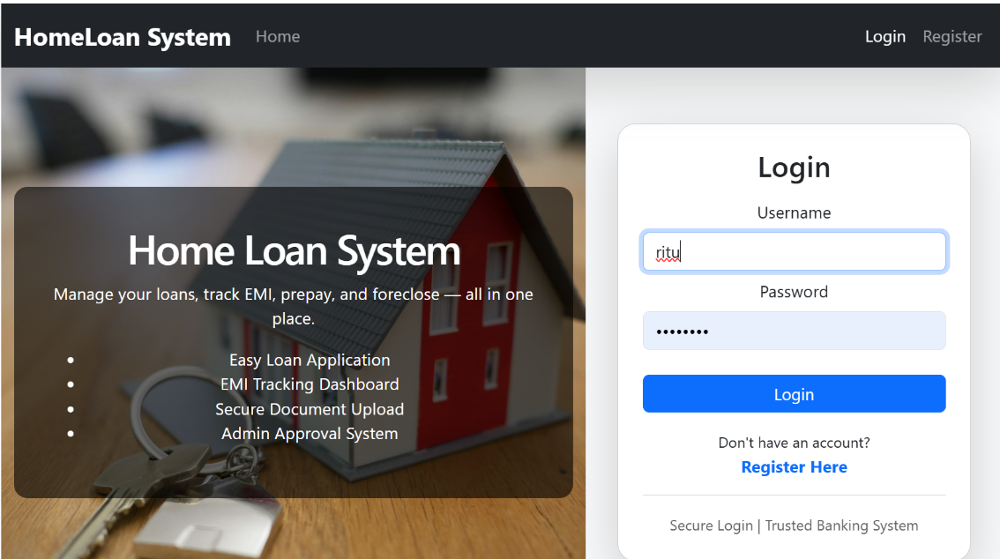 HomeLoan System Home Login Register
Home Loan System
Manage your loans, track EMI, prepay, and foreclose — all in one
place.
• Easy Loan Application
• EMI Tracking Dashboard
• Secure Document Upload
• Admin Approval System
Login
Username
ritu
Password
••••••••
Login
Don't have an account?
Register Here
Secure Login | Trusted Banking System